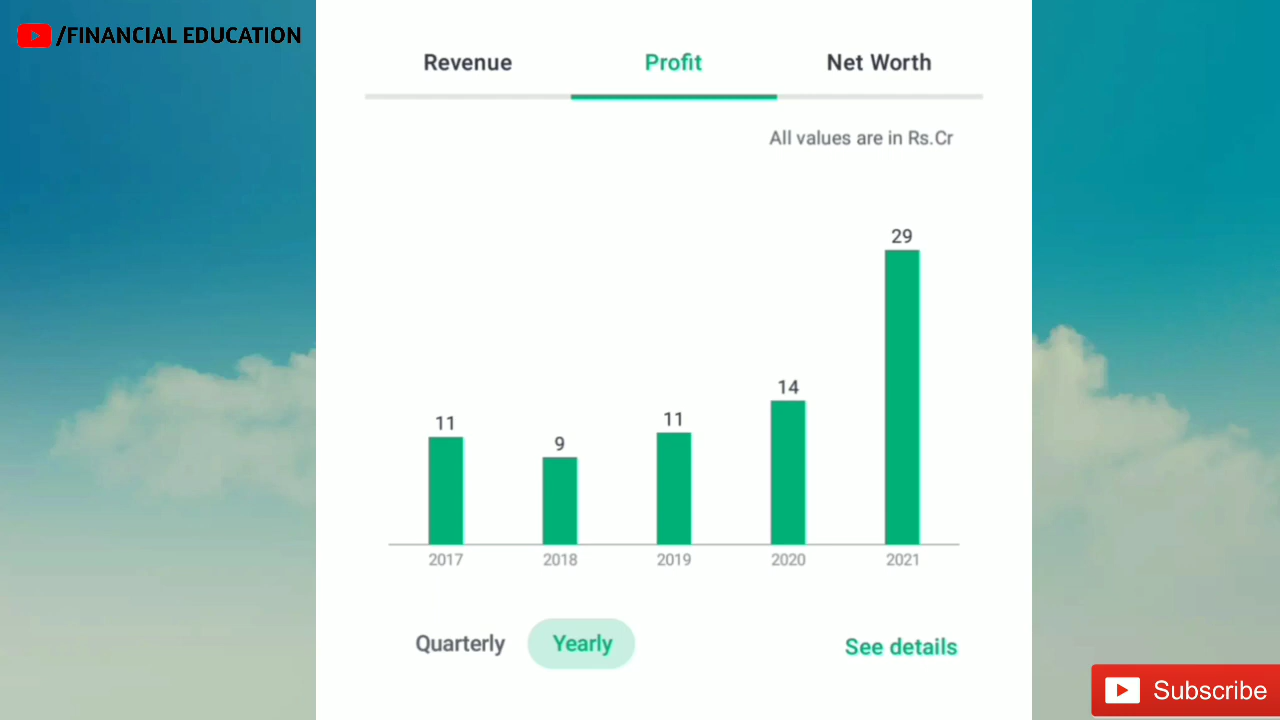 /FINANCIAL EDUCATION
Revenue Profit Net Worth
All values are in Rs.Cr
29
14
11
11
9
2017 2018 2019 2020 2021
Quarterly Yearly See details
Subscribe